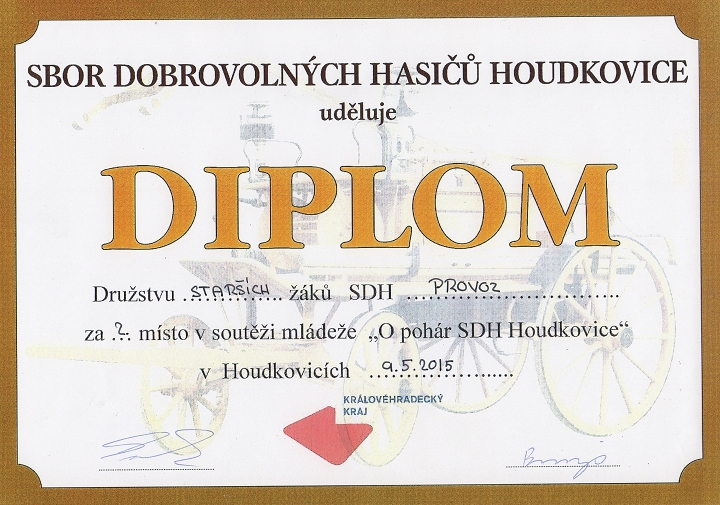 SBOR DOBROVOLNÝCH HASIČŮ HOUDKOVICE
uděluje
DIPLOM
Družstvu STARŠÍCH žáků SDH PROVOZ
za 2. místo v soutěži mládeže „O pohár SDH Houdkovice“
v Houdkovicích 9.5.2015
KRÁLOVÉHRADECKÝ
KRAJ